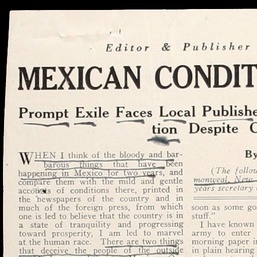 Editor & Publisher
MEXICAN CONDIT
Prompt Exile Faces Local Publishe
tion Despite C
WHEN I think of the bloody and bar-
barous things that have been
happening in Mexico for two years, and
compare them with the mild and gentle
accounts of conditions there, printed in
the newspapers of the country and in
much of the foreign press, from which
one is led to believe that the country is in
a state of tranquility and progressing
toward prosperity, I am led to marvel
at the human race. There are two things
that deceive the people of the outside
By
(The follow
years secretary
soon as some go
stuff."
I have known
army to enter
morning paper i
in plain hearing